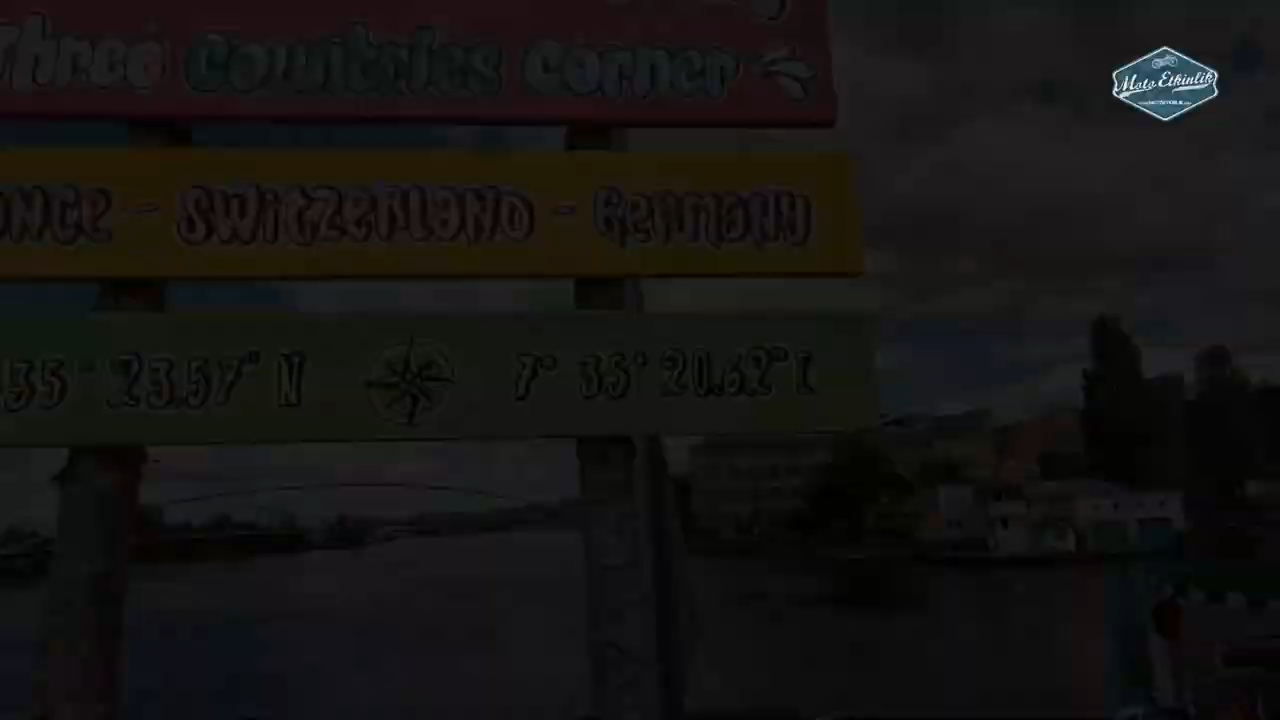 Three Countries Corner
- Switzerland - Germany
23.57" N 7° 35' 20.62" E
Moto Etkinlik